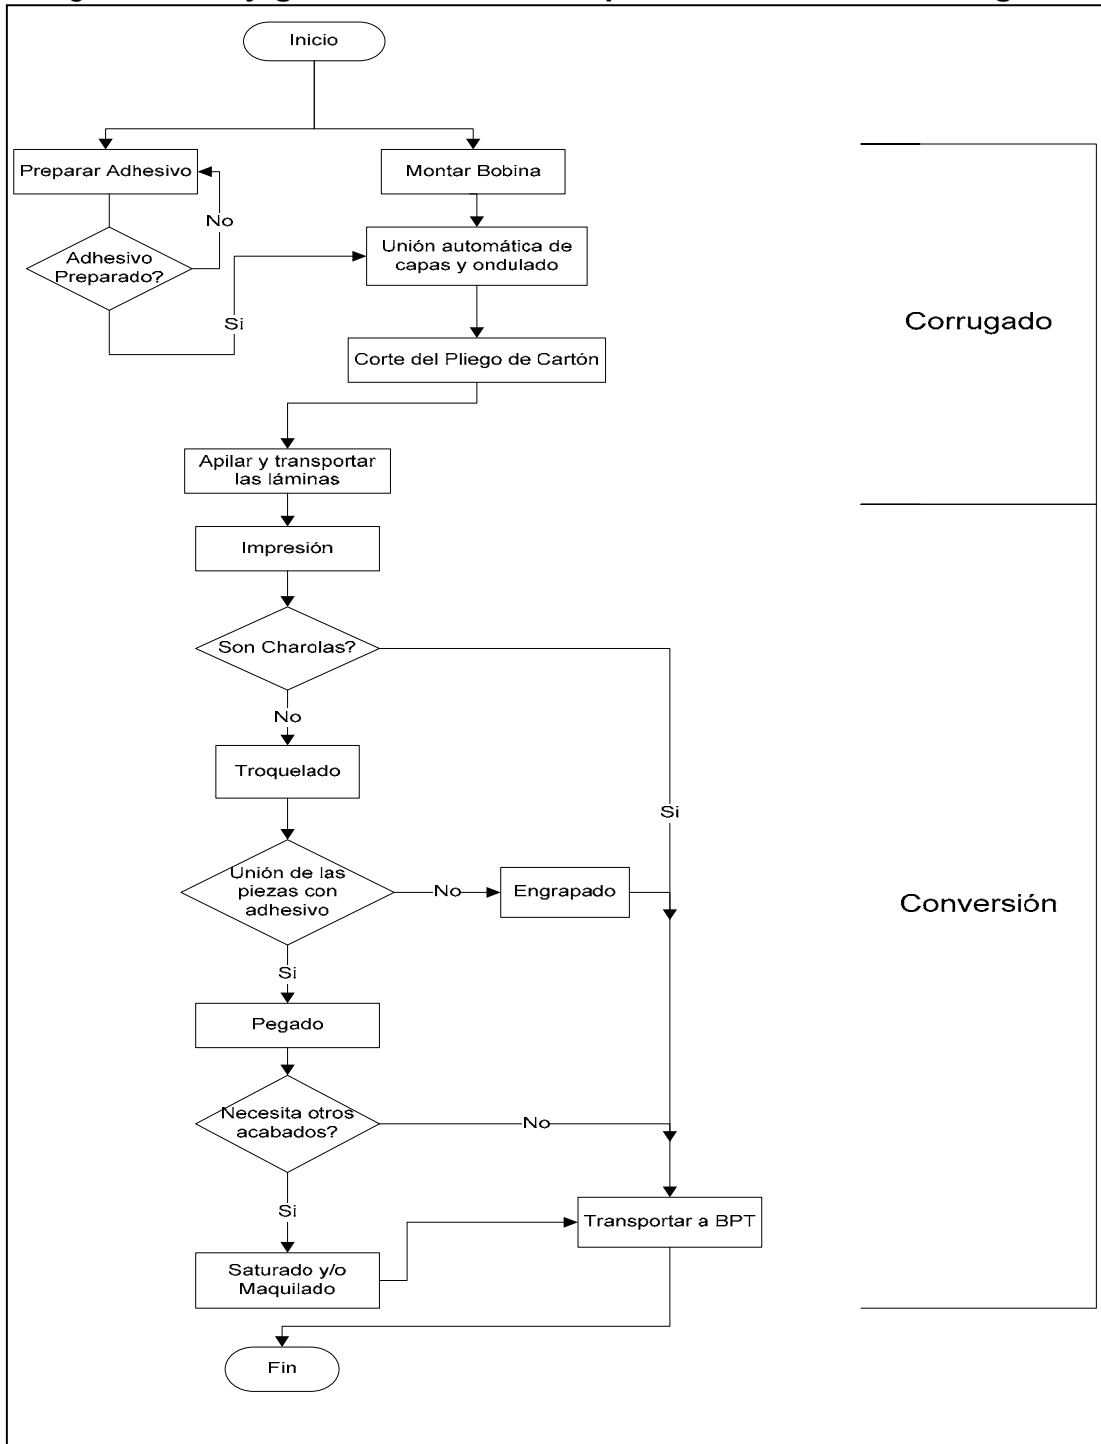 Inicio
Preparar Adhesivo
Montar Bobina
No
Adhesivo
Preparado?
Unión automática de
capas y ondulado
Si
Corrugado
Corte del Pliego de Cartón
Apilar y transportar
las láminas
Impresión
Son Charolas?
No
Troquelado
Si
Unión de las
piezas con
adhesivo
No
Engrapado
Conversión
Si
Pegado
Necesita otros
acabados?
No
Si
Transportar a BPT
Saturado y/o
Maquilado
Fin